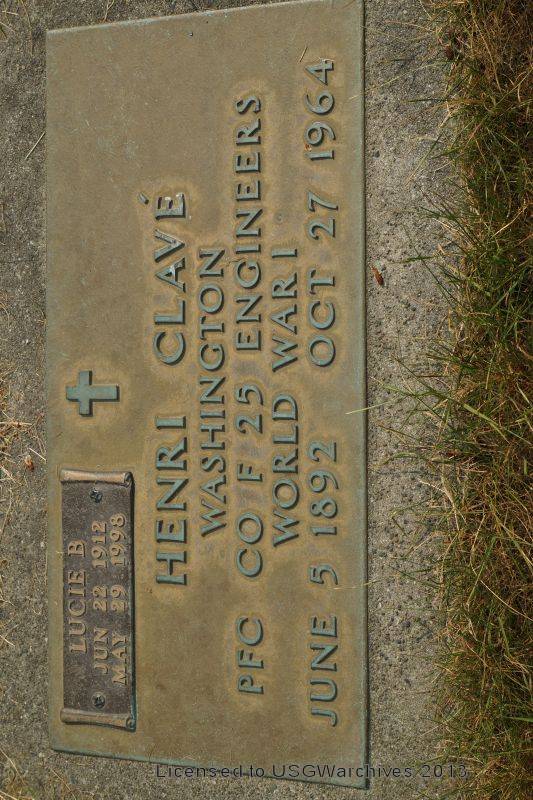 LUCIE B
JUN 22 1912
MAY 29 1998
HENRI CLAVÉ
WASHINGTON
PFC CO F 25 ENGINEERS
WORLD WAR I
JUNE 5 1892 OCT 27 1964
Licensed to USGWarchives 2013